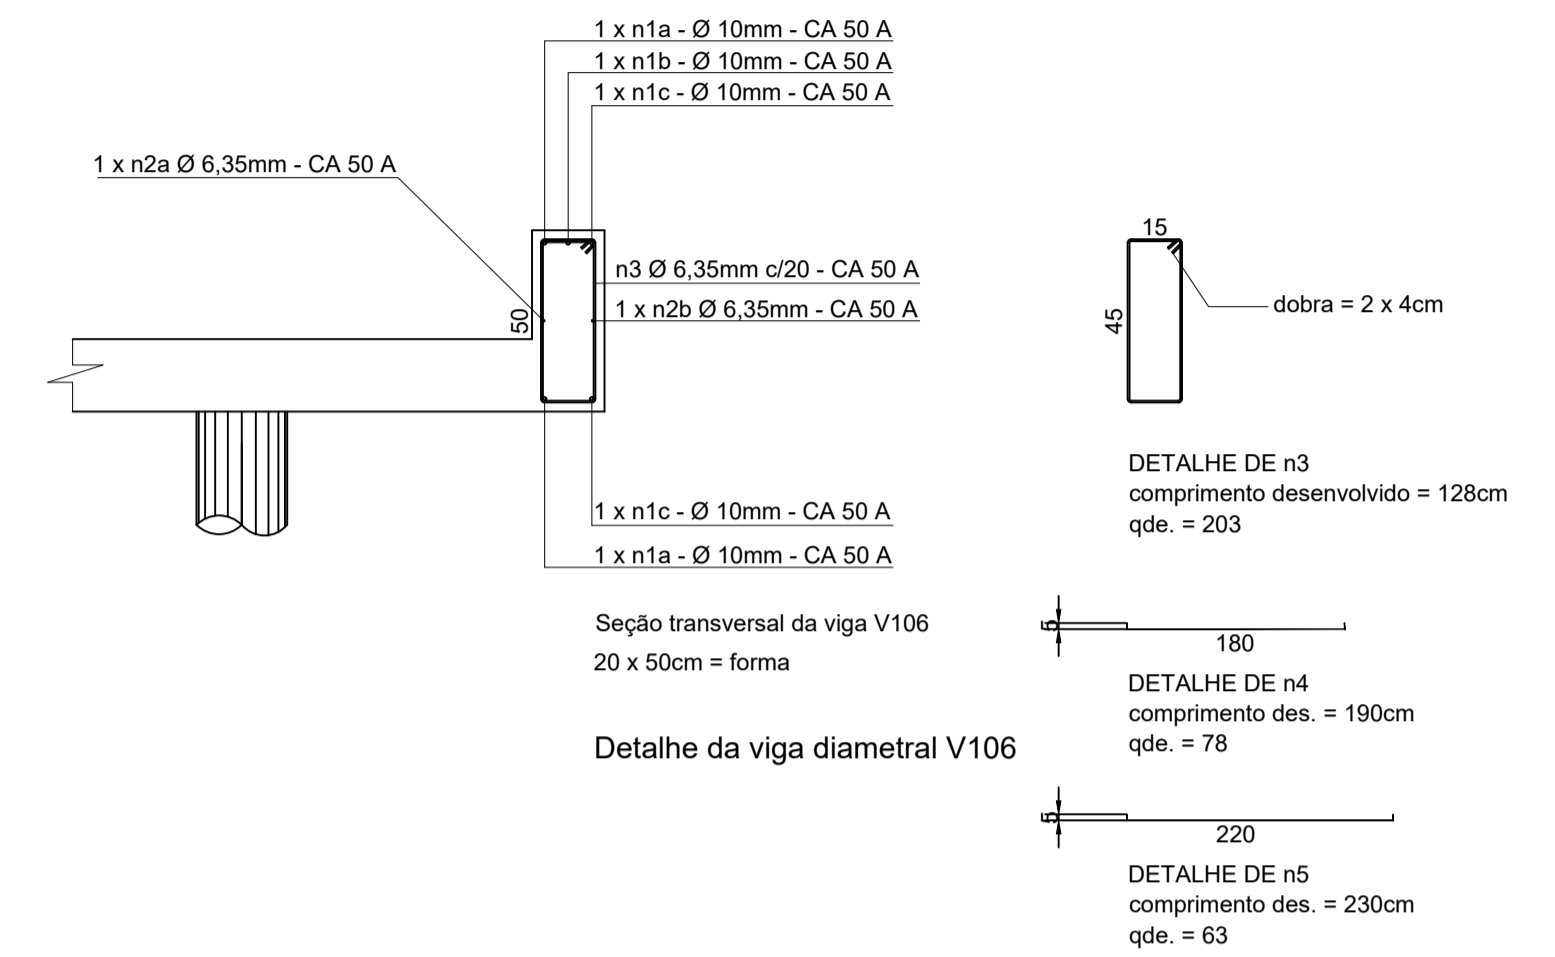 1 x n1a - Ø 10mm - CA 50 A
1 x n1b - Ø 10mm - CA 50 A
1 x n1c - Ø 10mm - CA 50 A
1 x n2a Ø 6,35mm - CA 50 A
n3 Ø 6,35mm c/20 - CA 50 A
1 x n2b Ø 6,35mm - CA 50 A
50
1 x n1c - Ø 10mm - CA 50 A
1 x n1a - Ø 10mm - CA 50 A
Seção transversal da viga V106
20 x 50cm = forma
Detalhe da viga diametral V106
15
45
dobra = 2 x 4cm
DETALHE DE n3
comprimento desenvolvido = 128cm
qde. = 203
5
180
DETALHE DE n4
comprimento des. = 190cm
qde. = 78
5
220
DETALHE DE n5
comprimento des. = 230cm
qde. = 63